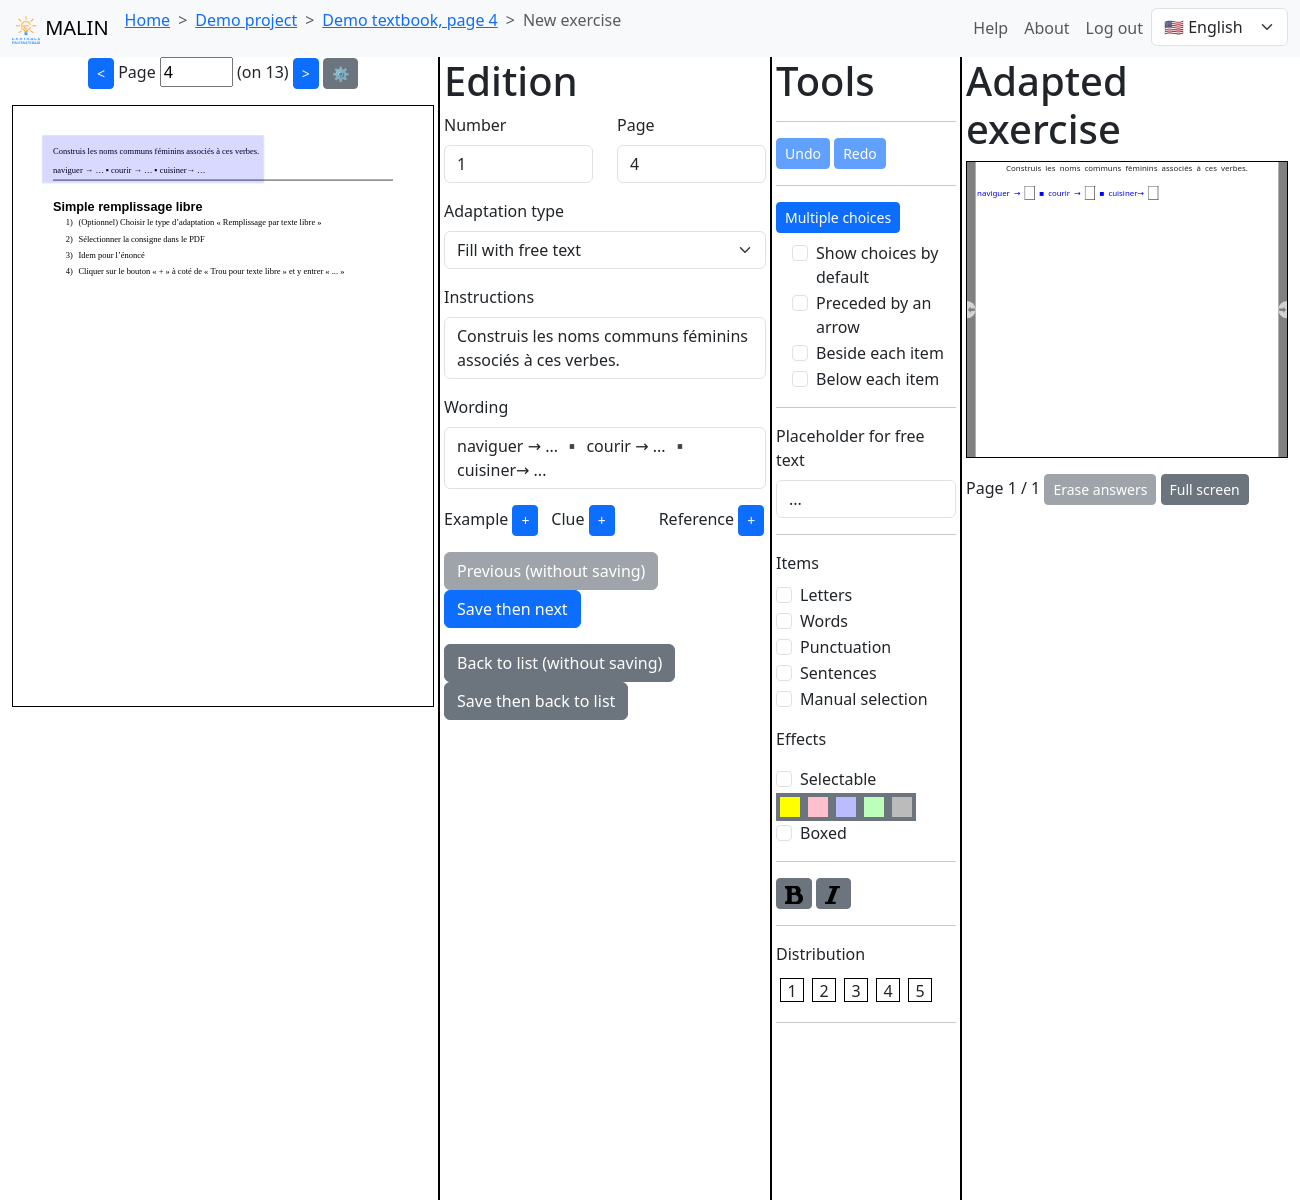 MALIN
Home > Demo project > Demo textbook, page 4 > New exercise
Help About Log out 🇺🇸 English
< Page 4 (on 13) > ⚙️
Construis les noms communs féminins associés à ces verbes.
naviguer → … ▪ courir → … ▪ cuisiner→ …
Simple remplissage libre
1) (Optionnel) Choisir le type d’adaptation « Remplissage par texte libre »
2) Sélectionner la consigne dans le PDF
3) Idem pour l’énoncé
4) Cliquer sur le bouton « + » à coté de « Trou pour texte libre » et y entrer « ... »
Edition
Number Page
1 4
Adaptation type
Fill with free text
Instructions
Construis les noms communs féminins
associés à ces verbes.
Wording
naviguer → … ▪ courir → … ▪
cuisiner→ …
Example + Clue + Reference +
Previous (without saving)
Save then next
Back to list (without saving)
Save then back to list
Tools
Undo Redo
Multiple choices
Show choices by
default
Preceded by an
arrow
Beside each item
Below each item
Placeholder for free
text
...
Items
Letters
Words
Punctuation
Sentences
Manual selection
Effects
Selectable
Boxed
B I
Distribution
1 2 3 4 5
Adapted
exercise
Construis les noms communs féminins associés à ces verbes.
naviguer → ▪ courir → ▪ cuisiner→
Page 1 / 1 Erase answers Full screen